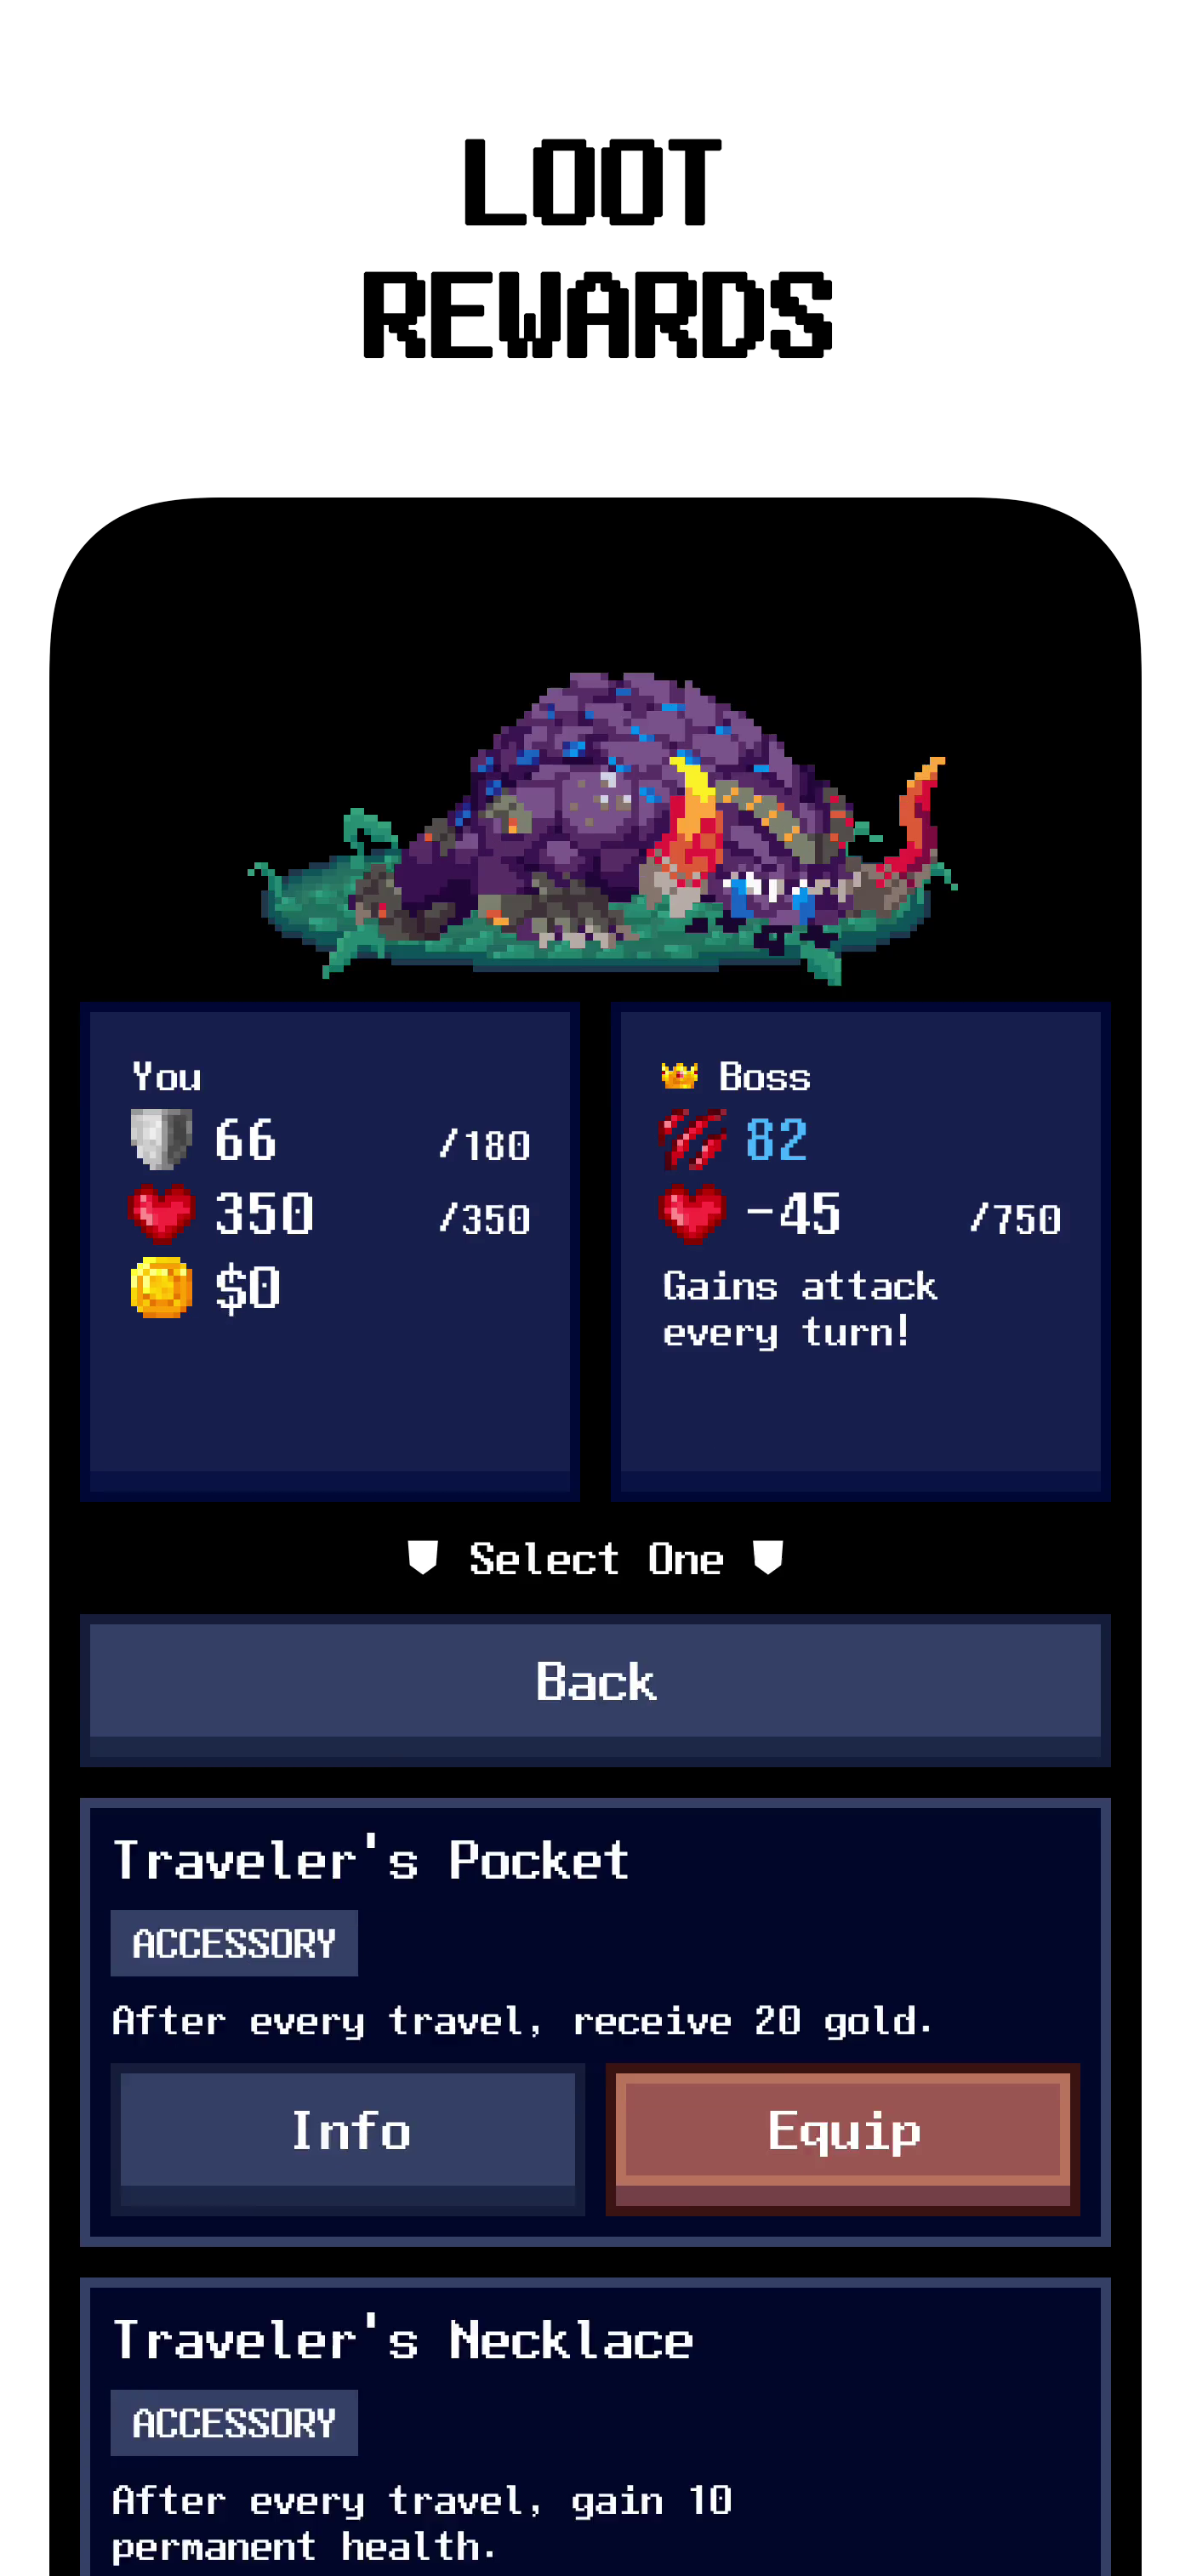 LOOT
REWARDS
You
66 /180
350 /350
$0
Boss
82
-45 /750
Gains attack
every turn!
Select One
Back
Traveler's Pocket
ACCESSORY
After every travel, receive 20 gold.
Info
Equip
Traveler's Necklace
ACCESSORY
After every travel, gain 10
permanent health.